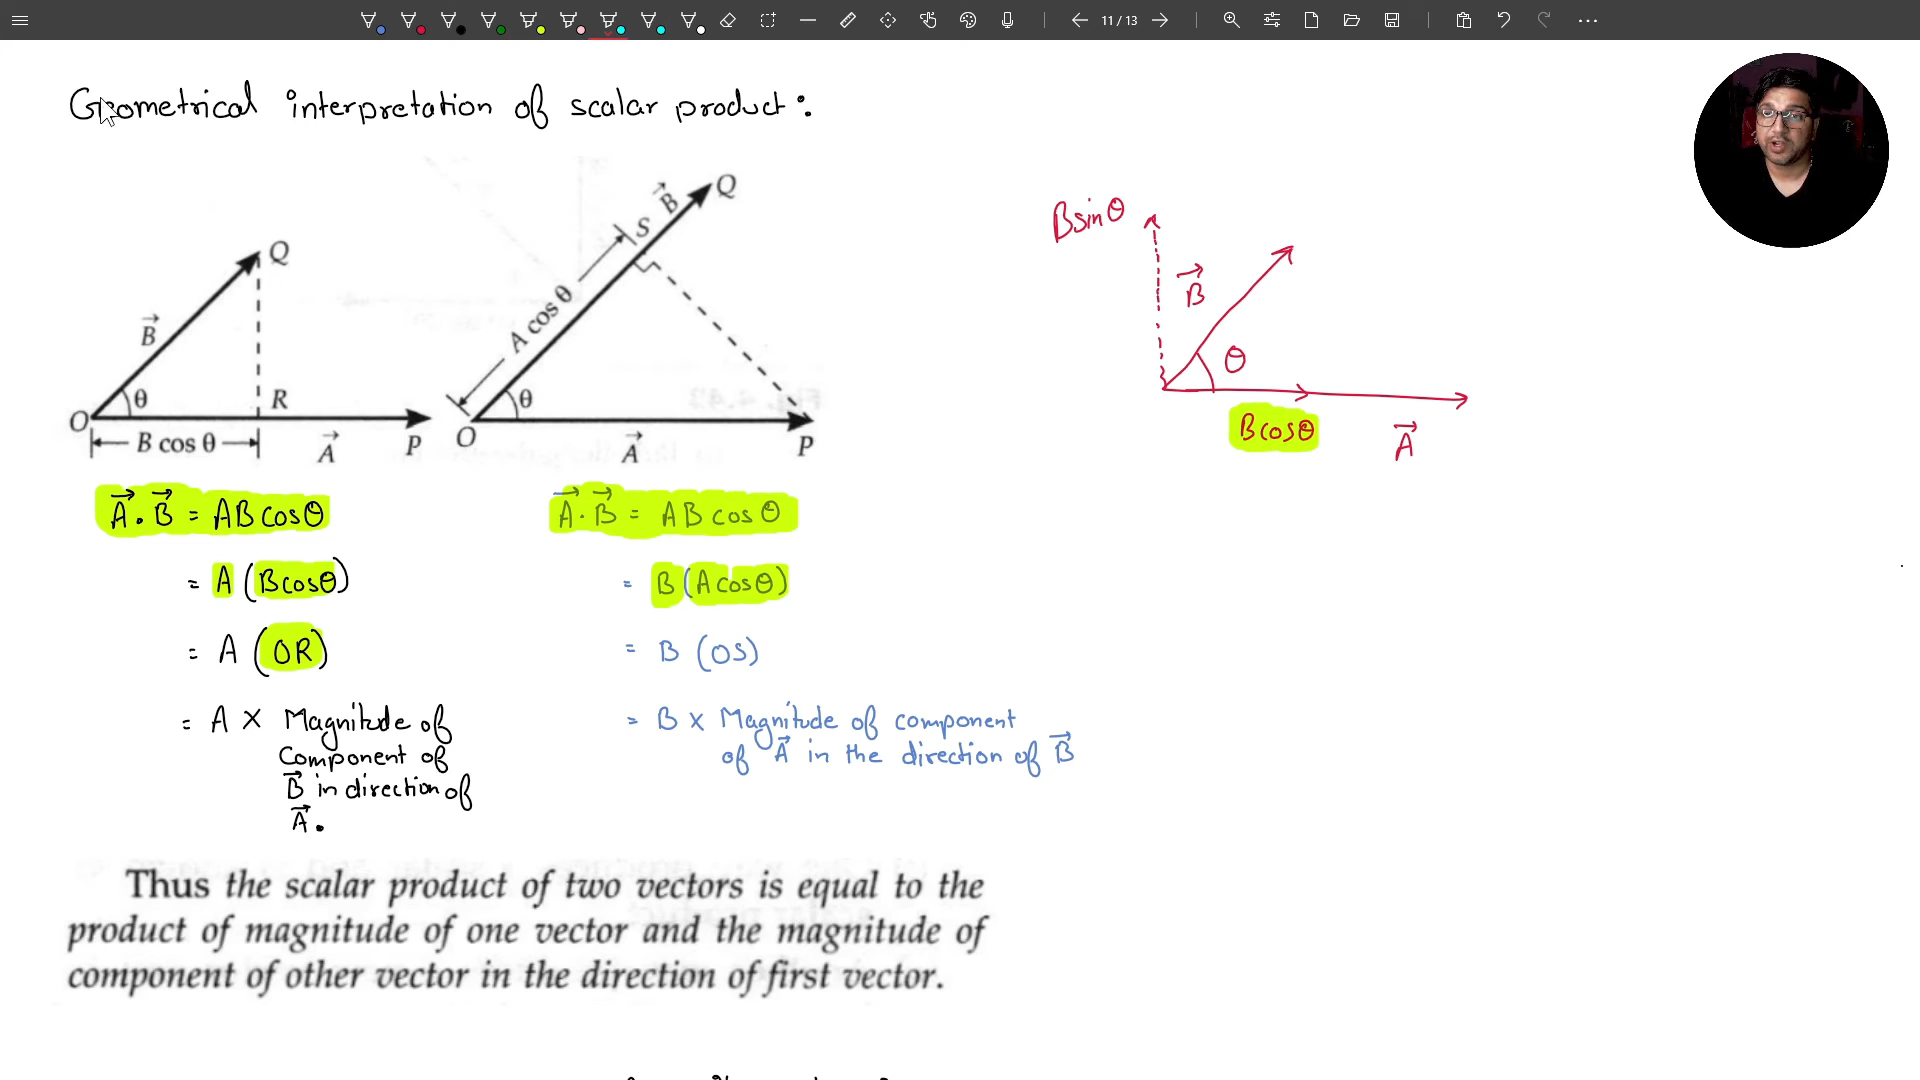 11 / 13
Geometrical interpretation of scalar product :
Q
B⃗
θ
O
R
B cos θ
A⃗
P
Q
B⃗
S
A cos θ
θ
O
A⃗
P
B sin θ
B⃗
θ
B cos θ
A⃗
A⃗ . B⃗ = AB cos θ
= A (B cos θ)
= A (OR)
= A × Magnitude of
Component of
B⃗ in direction of
A⃗ .
A⃗ . B⃗ = AB cos θ
= B (A cos θ)
= B (OS)
= B × Magnitude of component
of A⃗ in the direction of B⃗
Thus the scalar product of two vectors is equal to the
product of magnitude of one vector and the magnitude of
component of other vector in the direction of first vector.